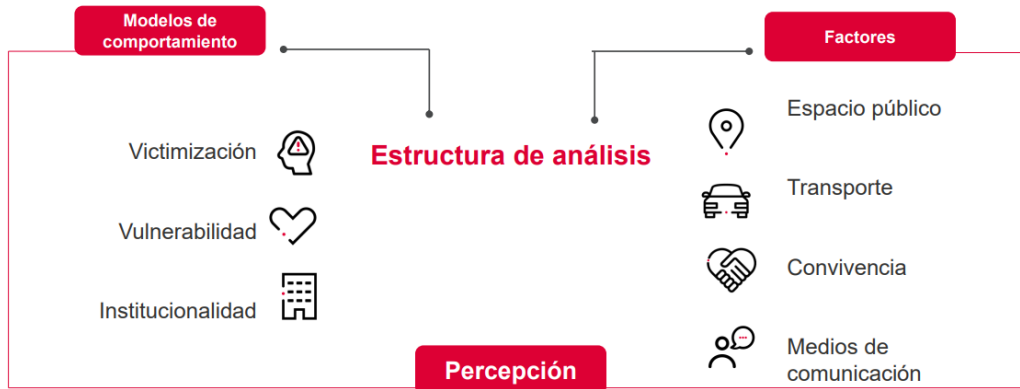 Modelos de
comportamiento
Factores
Estructura de análisis
Victimización
Vulnerabilidad
Institucionalidad
Espacio público
Transporte
Convivencia
Medios de
comunicación
Percepción